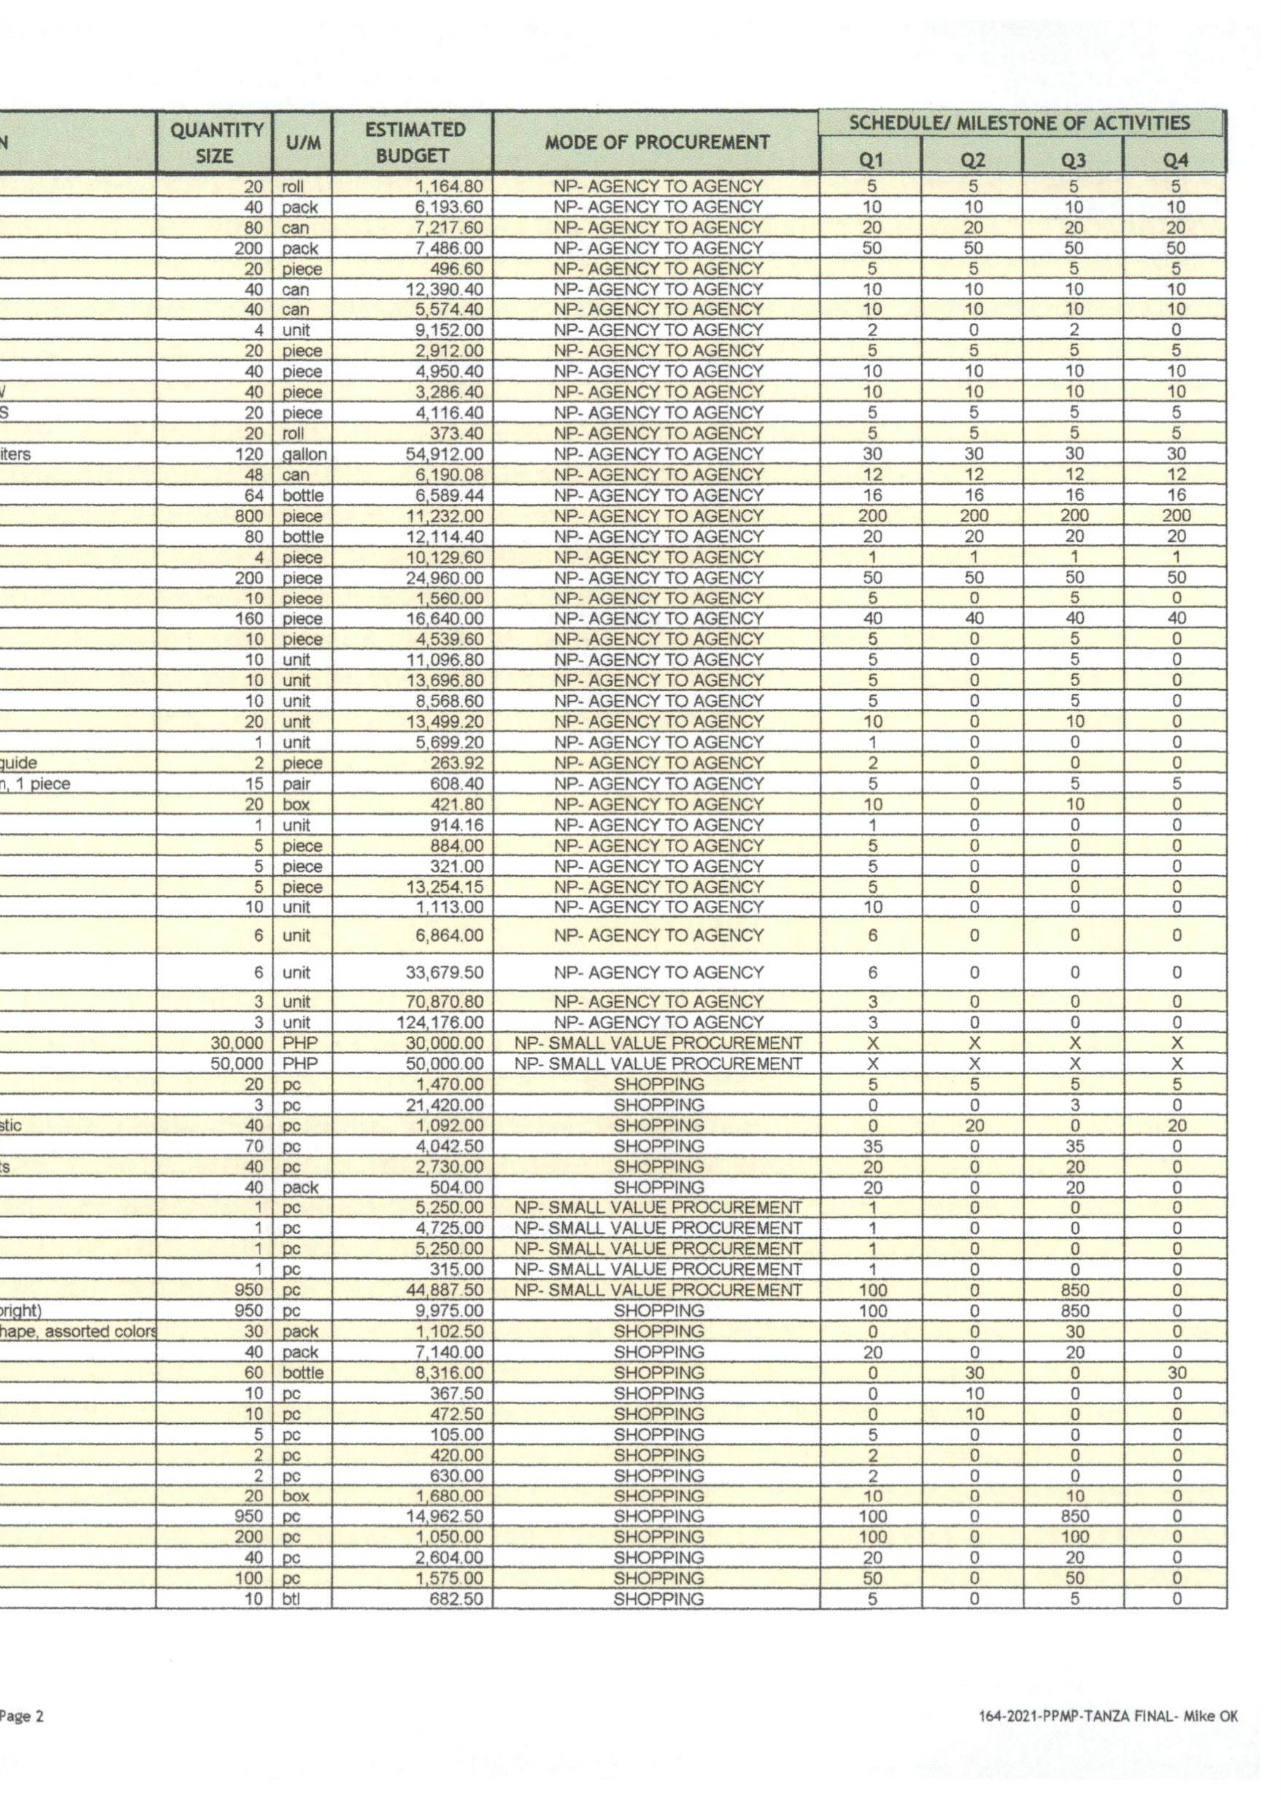 N QUANTITY SIZE U/M ESTIMATED BUDGET MODE OF PROCUREMENT SCHEDULE/ MILESTONE OF ACTIVITIES
Q1 Q2 Q3 Q4
20 roll 1,164.80 NP- AGENCY TO AGENCY 5 5 5 5
40 pack 6,193.60 NP- AGENCY TO AGENCY 10 10 10 10
80 can 7,217.60 NP- AGENCY TO AGENCY 20 20 20 20
200 pack 7,486.00 NP- AGENCY TO AGENCY 50 50 50 50
20 piece 496.60 NP- AGENCY TO AGENCY 5 5 5 5
40 can 12,390.40 NP- AGENCY TO AGENCY 10 10 10 10
40 can 5,574.40 NP- AGENCY TO AGENCY 10 10 10 10
4 unit 9,152.00 NP- AGENCY TO AGENCY 2 0 2 0
20 piece 2,912.00 NP- AGENCY TO AGENCY 5 5 5 5
40 piece 4,950.40 NP- AGENCY TO AGENCY 10 10 10 10
40 piece 3,286.40 NP- AGENCY TO AGENCY 10 10 10 10
S 20 piece 4,116.40 NP- AGENCY TO AGENCY 5 5 5 5
20 roll 373.40 NP- AGENCY TO AGENCY 5 5 5 5
iters 120 gallon 54,912.00 NP- AGENCY TO AGENCY 30 30 30 30
48 can 6,190.08 NP- AGENCY TO AGENCY 12 12 12 12
64 bottle 6,589.44 NP- AGENCY TO AGENCY 16 16 16 16
800 piece 11,232.00 NP- AGENCY TO AGENCY 200 200 200 200
80 bottle 12,114.40 NP- AGENCY TO AGENCY 20 20 20 20
4 piece 10,129.60 NP- AGENCY TO AGENCY 1 1 1 1
200 piece 24,960.00 NP- AGENCY TO AGENCY 50 50 50 50
10 piece 1,560.00 NP- AGENCY TO AGENCY 5 0 5 0
160 piece 16,640.00 NP- AGENCY TO AGENCY 40 40 40 40
10 piece 4,539.60 NP- AGENCY TO AGENCY 5 0 5 0
10 unit 11,096.80 NP- AGENCY TO AGENCY 5 0 5 0
10 unit 13,696.80 NP- AGENCY TO AGENCY 5 0 5 0
10 unit 8,568.60 NP- AGENCY TO AGENCY 5 0 5 0
20 unit 13,499.20 NP- AGENCY TO AGENCY 10 0 10 0
1 unit 5,699.20 NP- AGENCY TO AGENCY 1 0 0 0
guide 2 piece 263.92 NP- AGENCY TO AGENCY 2 0 0 0
n, 1 piece 15 pair 608.40 NP- AGENCY TO AGENCY 5 0 5 5
20 box 421.80 NP- AGENCY TO AGENCY 10 0 10 0
1 unit 914.16 NP- AGENCY TO AGENCY 1 0 0 0
5 piece 884.00 NP- AGENCY TO AGENCY 5 0 0 0
5 piece 321.00 NP- AGENCY TO AGENCY 5 0 0 0
5 piece 13,254.15 NP- AGENCY TO AGENCY 5 0 0 0
10 unit 1,113.00 NP- AGENCY TO AGENCY 10 0 0 0
6 unit 6,864.00 NP- AGENCY TO AGENCY 6 0 0 0
6 unit 33,679.50 NP- AGENCY TO AGENCY 6 0 0 0
3 unit 70,870.80 NP- AGENCY TO AGENCY 3 0 0 0
3 unit 124,176.00 NP- AGENCY TO AGENCY 3 0 0 0
30,000 PHP 30,000.00 NP- SMALL VALUE PROCUREMENT X X X X
50,000 PHP 50,000.00 NP- SMALL VALUE PROCUREMENT X X X X
20 pc 1,470.00 SHOPPING 5 5 5 5
3 pc 21,420.00 SHOPPING 0 0 3 0
stic 40 pc 1,092.00 SHOPPING 0 20 0 20
70 pc 4,042.50 SHOPPING 35 0 35 0
ts 40 pc 2,730.00 SHOPPING 20 0 20 0
40 pack 504.00 SHOPPING 20 0 20 0
1 pc 5,250.00 NP- SMALL VALUE PROCUREMENT 1 0 0 0
1 pc 4,725.00 NP- SMALL VALUE PROCUREMENT 1 0 0 0
1 pc 5,250.00 NP- SMALL VALUE PROCUREMENT 1 0 0 0
1 pc 315.00 NP- SMALL VALUE PROCUREMENT 1 0 0 0
950 pc 44,887.50 NP- SMALL VALUE PROCUREMENT 100 0 850 0
bright) 950 pc 9,975.00 SHOPPING 100 0 850 0
hape, assorted colors 30 pack 1,102.50 SHOPPING 0 0 30 0
40 pack 7,140.00 SHOPPING 20 0 20 0
60 bottle 8,316.00 SHOPPING 0 30 0 30
10 pc 367.50 SHOPPING 0 10 0 0
10 pc 472.50 SHOPPING 0 10 0 0
5 pc 105.00 SHOPPING 5 0 0 0
2 pc 420.00 SHOPPING 2 0 0 0
2 pc 630.00 SHOPPING 2 0 0 0
20 box 1,680.00 SHOPPING 10 0 10 0
950 pc 14,962.50 SHOPPING 100 0 850 0
200 pc 1,050.00 SHOPPING 100 0 100 0
40 pc 2,604.00 SHOPPING 20 0 20 0
100 pc 1,575.00 SHOPPING 50 0 50 0
10 btl 682.50 SHOPPING 5 0 5 0
Page 2 164-2021-PPMP-TANZA FINAL- Mike OK